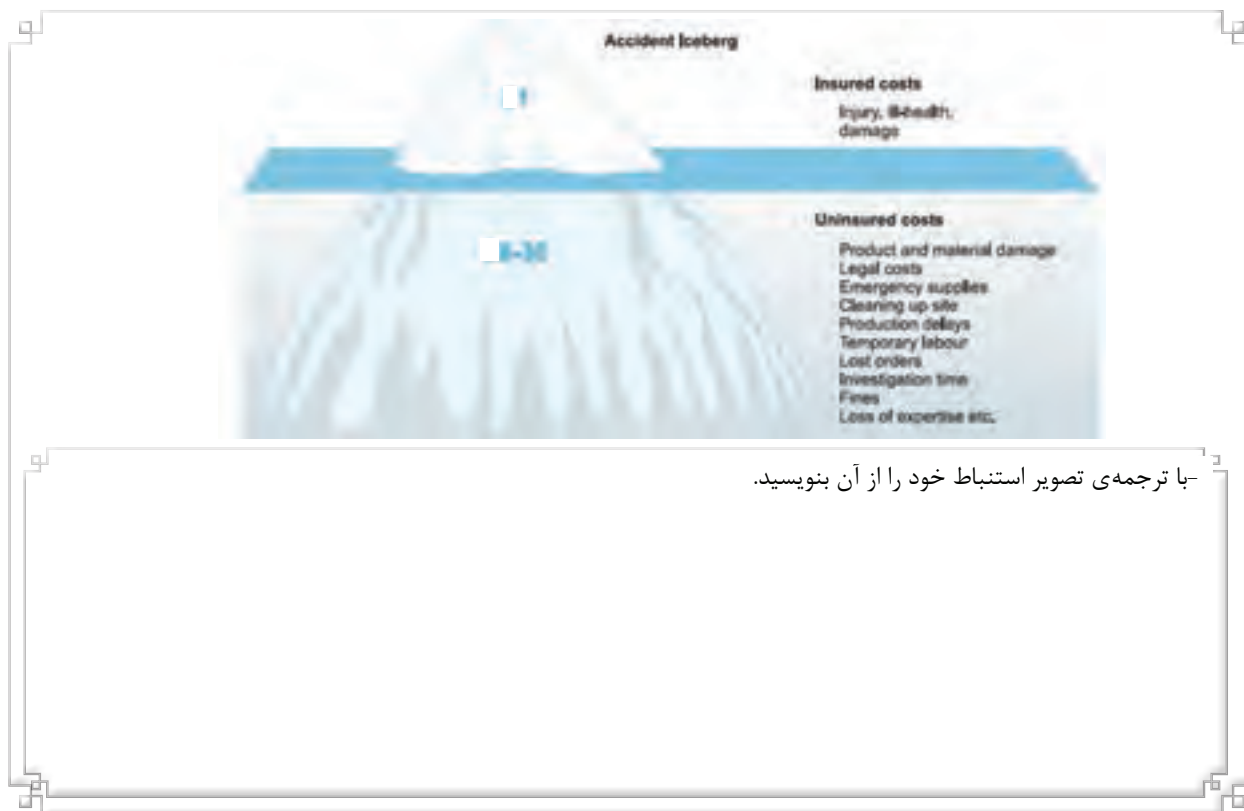 Accident Iceberg
1
Insured costs
Injury, ill-health,
damage
Uninsured costs
8-30
Product and material damage
Legal costs
Emergency supplies
Cleaning up site
Production delays
Temporary labour
Lost orders
Investigation time
Fines
Loss of expertise etc.
-با ترجمه‌ی تصویر استنباط خود را از آن بنویسید.